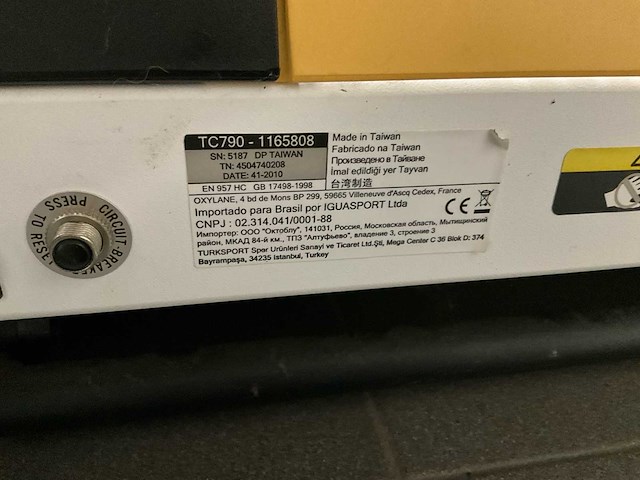 TC790 - 1165808
SN: 5187 DP TAIWAN
TN: 4504740208
DATE: 41-2010
EN 957 HC GB 17498-1998
Made in Taiwan
Fabricado na Taiwan
Произведено в Тайване
İmal edildiği yer Tayvan
台湾制造
OXYLANE, 4 bd de Mons BP 299, 59665 Villeneuve d'Ascq Cedex, France
Importado para Brasil por IGUASPORT Ltda
CNPJ : 02.314.041/0001-88
Импортер: ООО "Октоблу", 141031, Россия, Московская область, Мытищинский
район, МКАД 84-й км., ТПЗ "Алтуфьево", владение 3, строение 3
TURKSPORT Spor Ürünleri Sanayi ve Ticaret Ltd.Şti, Mega Center C 36 Blok D: 374
Bayrampaşa, 34235 Istanbul, Turkey
CE
CIRCUIT BREAKER
PRESS TO RESET